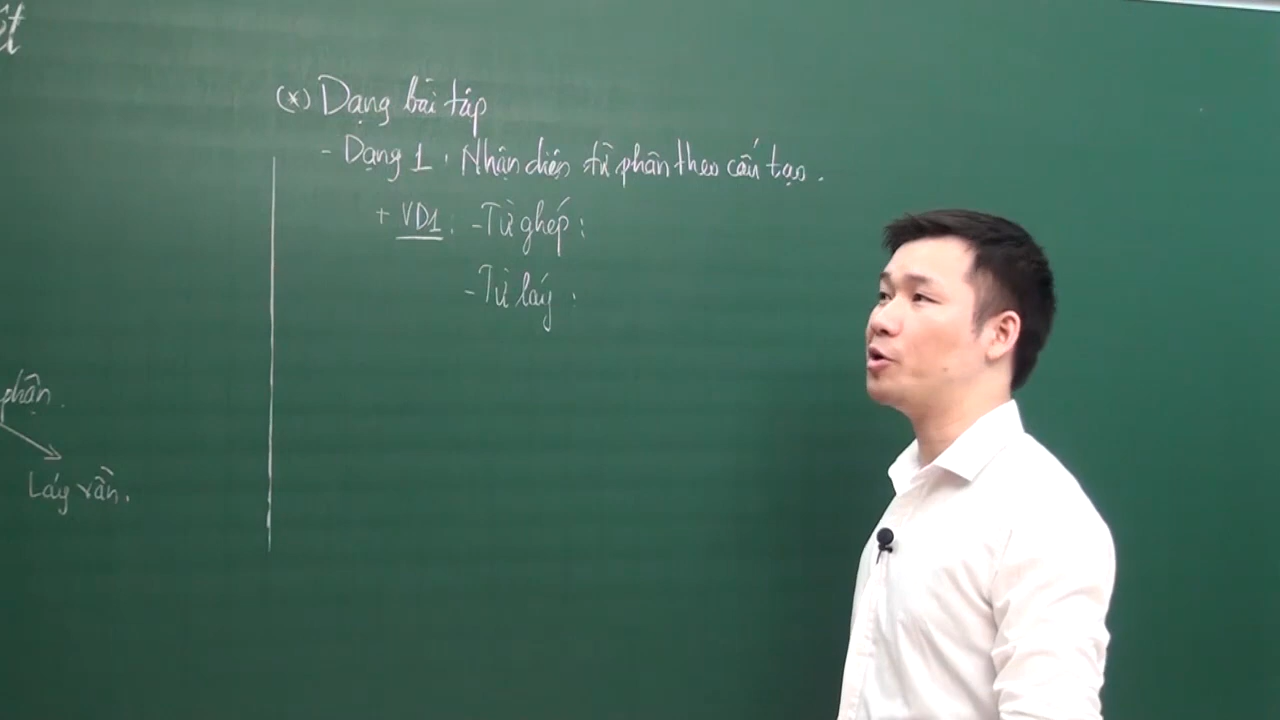 (*) Dạng bài tập
- Dạng 1 : Nhận diện từ phân theo cấu tạo.
+ VD1 : - Từ ghép :
- Từ láy :
phận.
Láy vần.